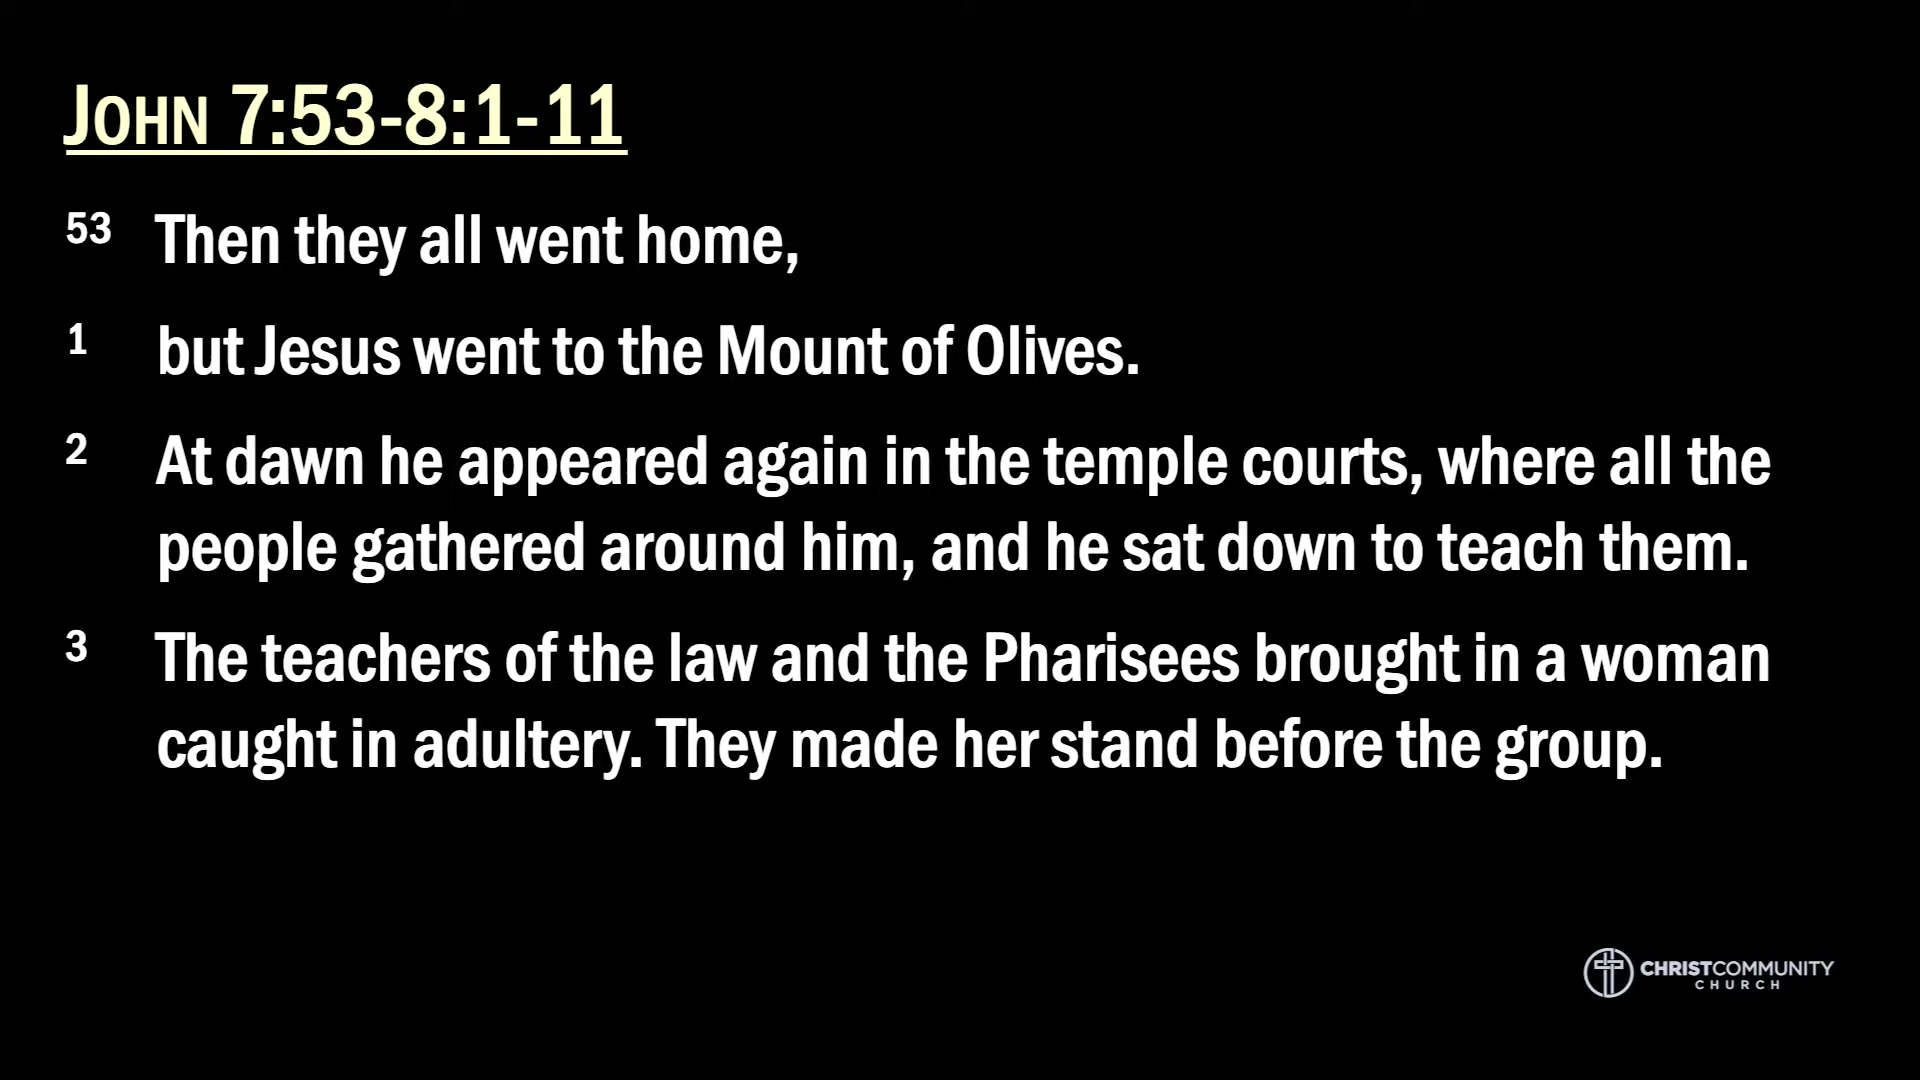 JOHN 7:53-8:1-11
53 Then they all went home,
1 but Jesus went to the Mount of Olives.
2 At dawn he appeared again in the temple courts, where all the
people gathered around him, and he sat down to teach them.
3 The teachers of the law and the Pharisees brought in a woman
caught in adultery. They made her stand before the group.
CHRISTCOMMUNITY
CHURCH